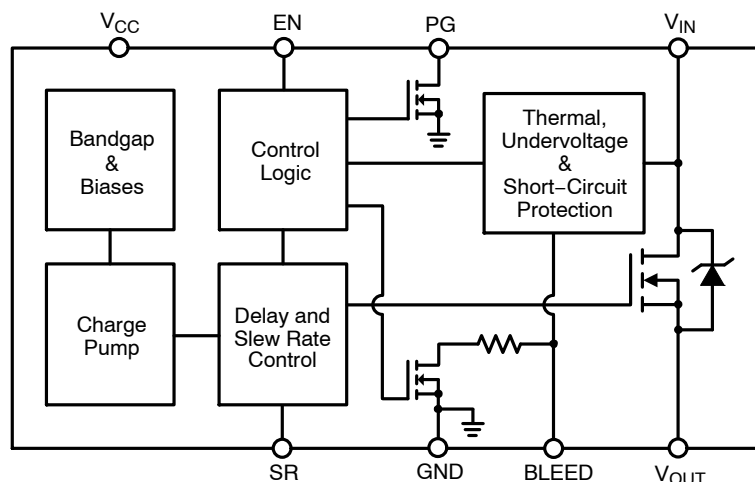 VCC
EN
PG
VIN
Bandgap
&
Biases
Control
Logic
Thermal,
Undervoltage
&
Short−Circuit
Protection
Charge
Pump
Delay and
Slew Rate
Control
SR
GND
BLEED
VOUT